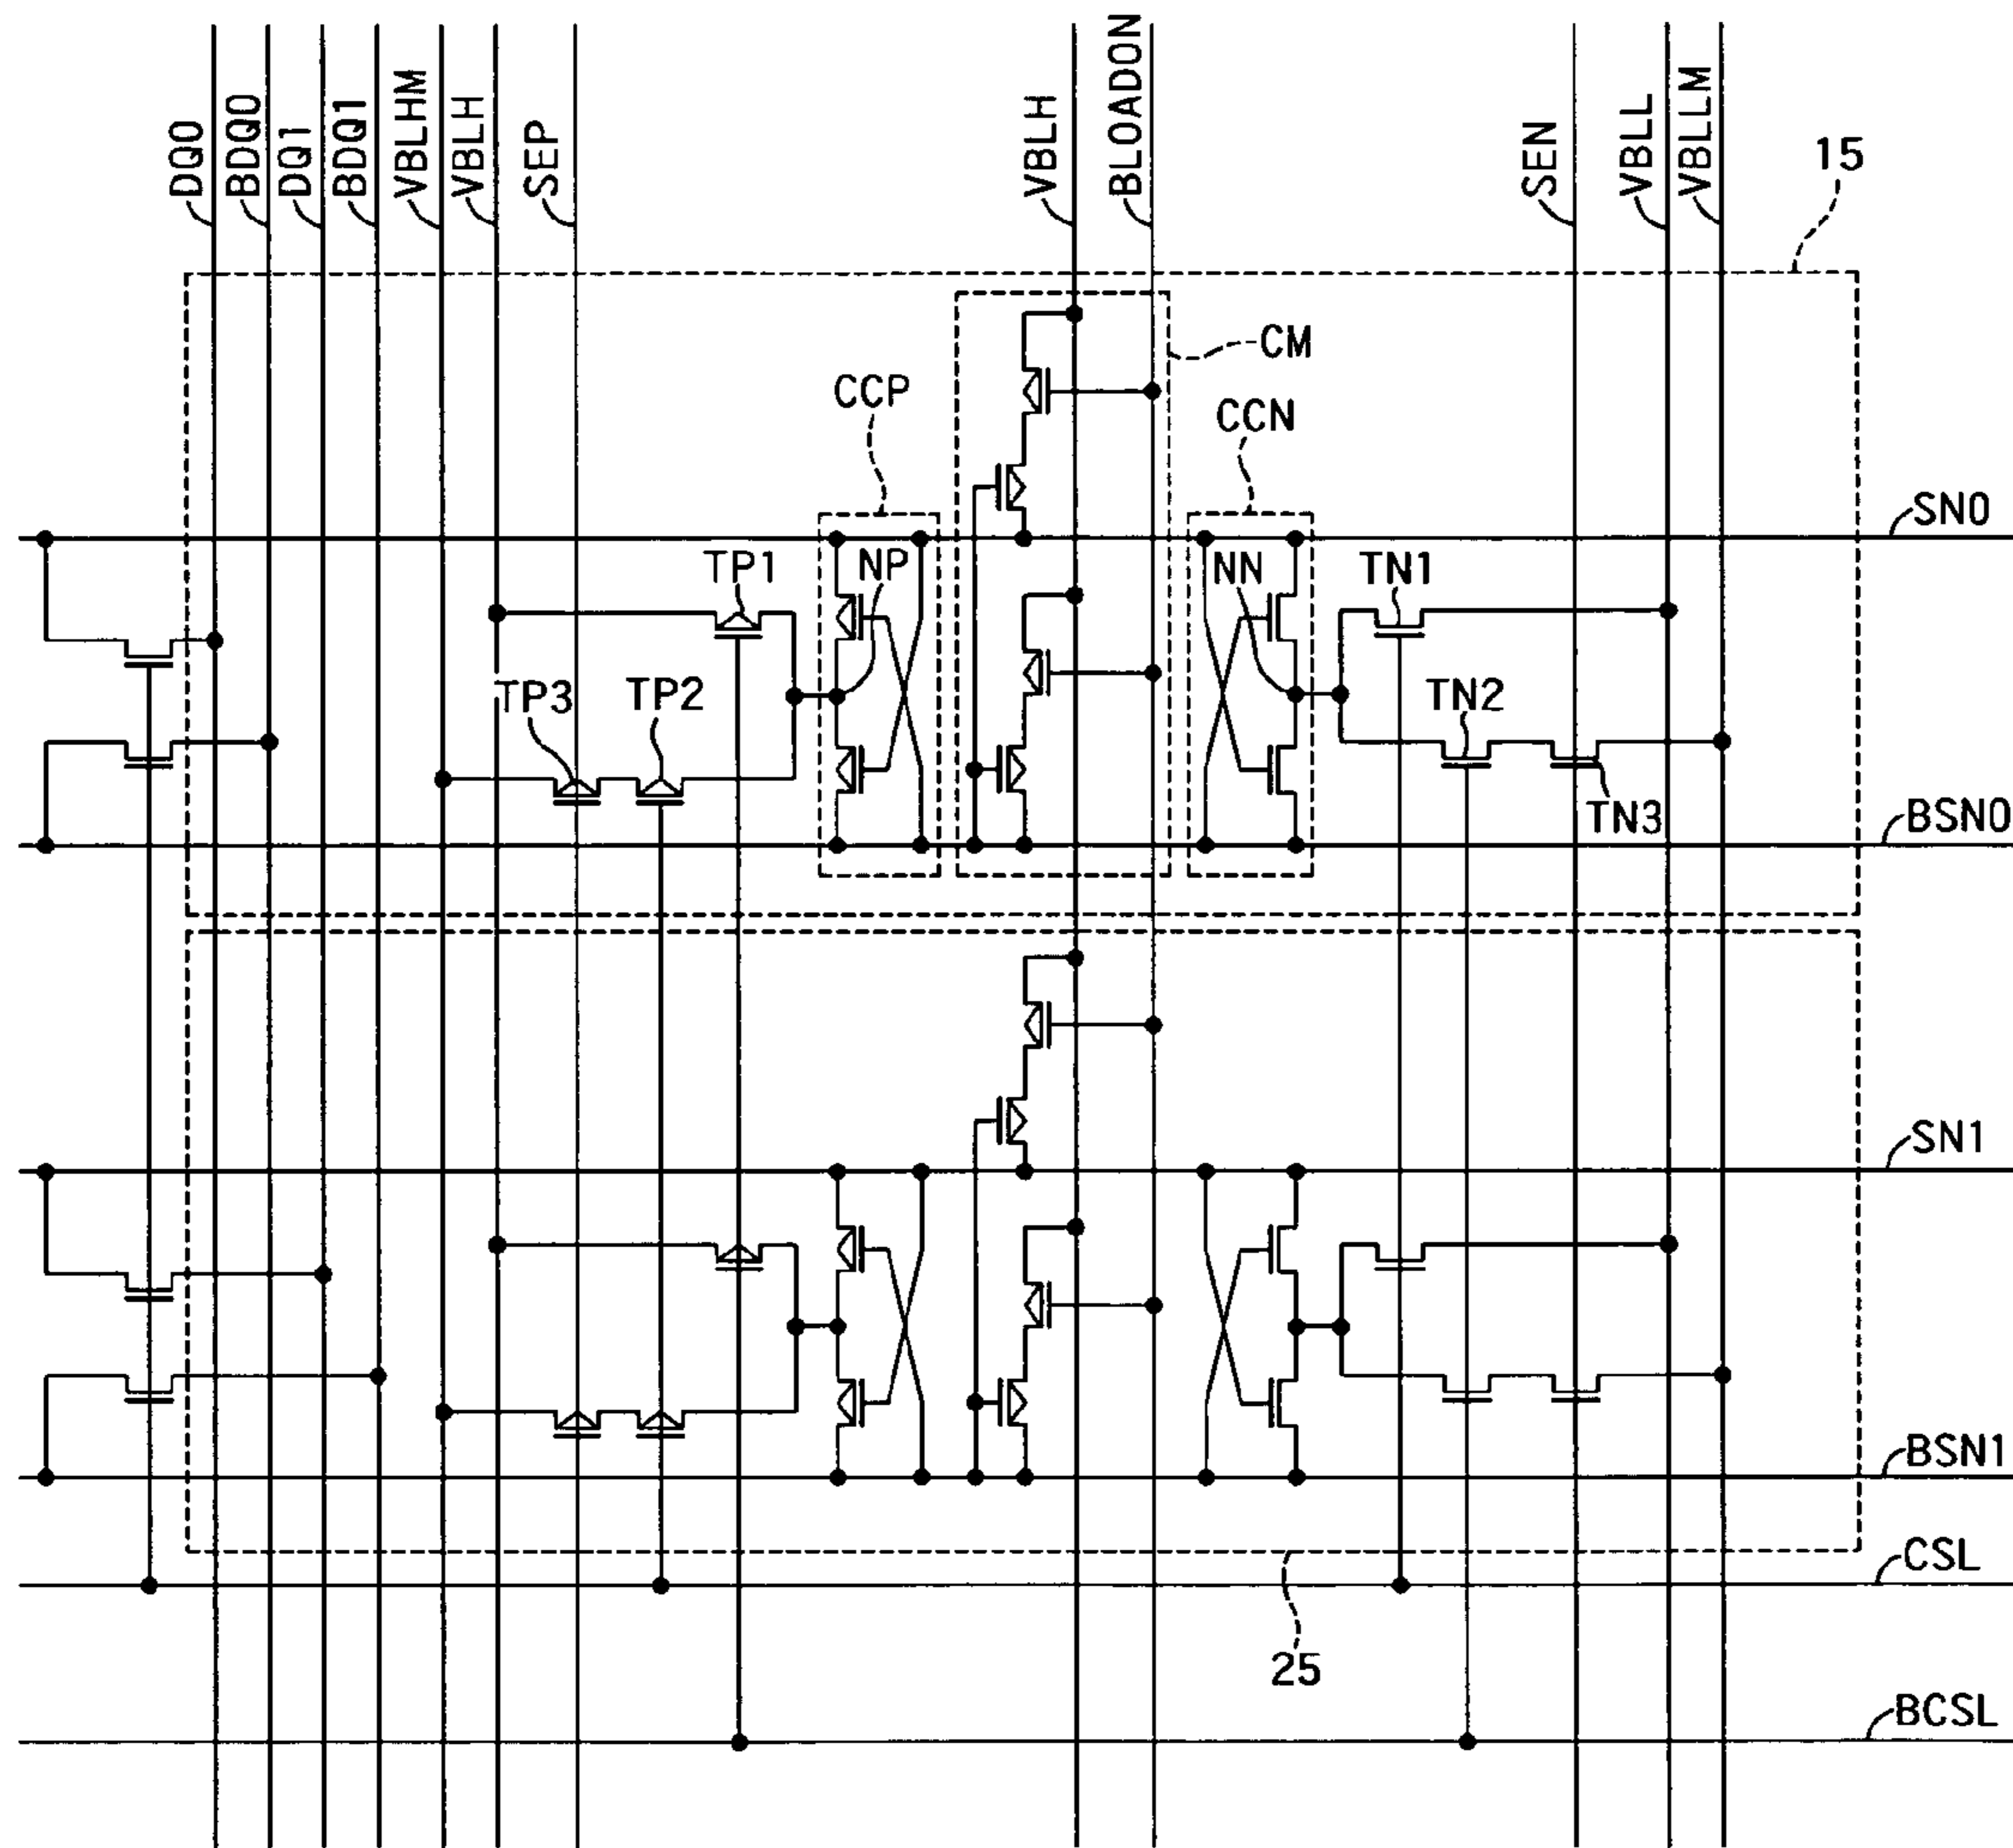 DQ0
BDQ0
DQ1
BDQ1
VBLHM
VBLH
SEP
VBLH
BLOADON
SEN
VBLL
VBLLM
15
CM
CCP
CCN
SN0
TP1
NP
NN
TN1
TP3
TP2
TN2
TN3
BSN0
SN1
BSN1
CSL
25
BCSL